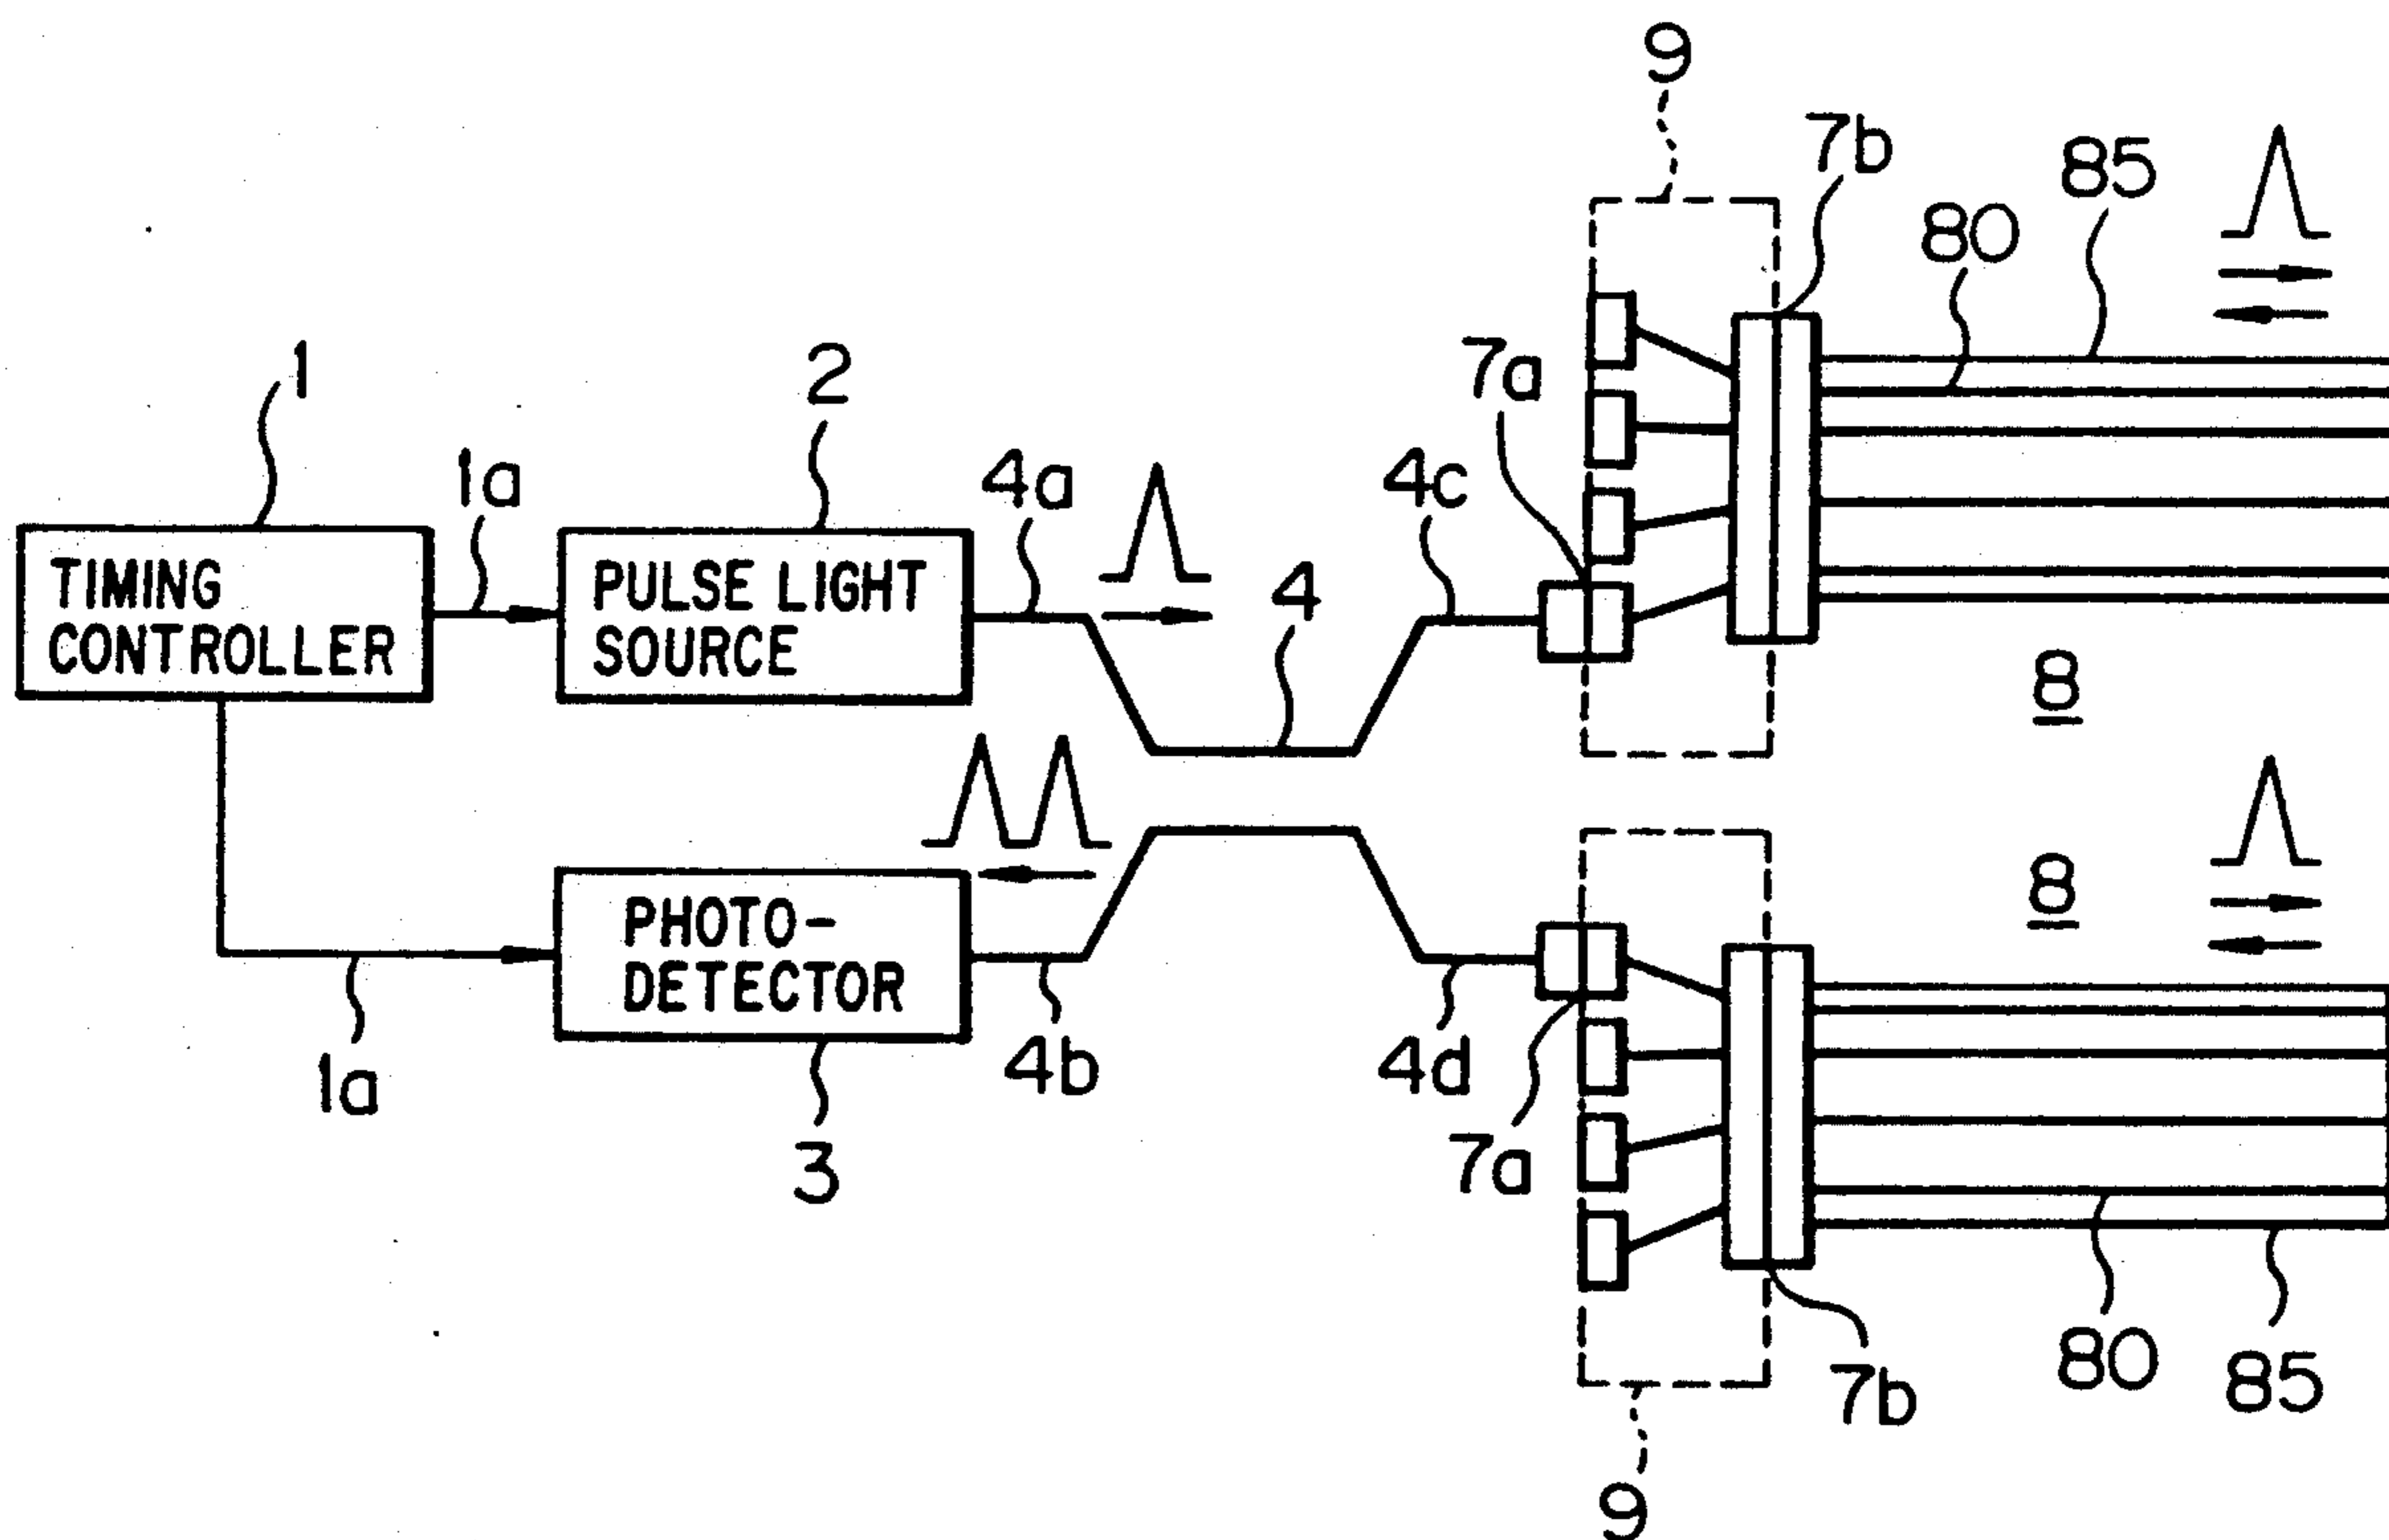 9
7b
85
80
1
2
7a
1a
4a
4c
4
TIMING
CONTROLLER
PULSE LIGHT
SOURCE
8
8
PHOTO-
DETECTOR
1a
4b
4d
3
7a
80
85
7b
9